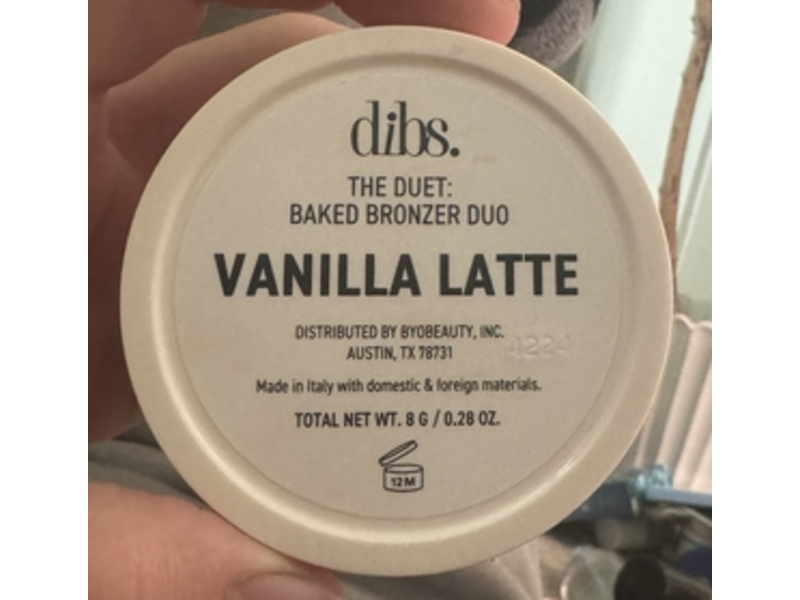 dibs.
THE DUET:
BAKED BRONZER DUO
VANILLA LATTE
DISTRIBUTED BY BYOBEAUTY, INC.
AUSTIN, TX 78731
4224
Made in Italy with domestic & foreign materials.
TOTAL NET WT. 8 G / 0.28 OZ.
12M